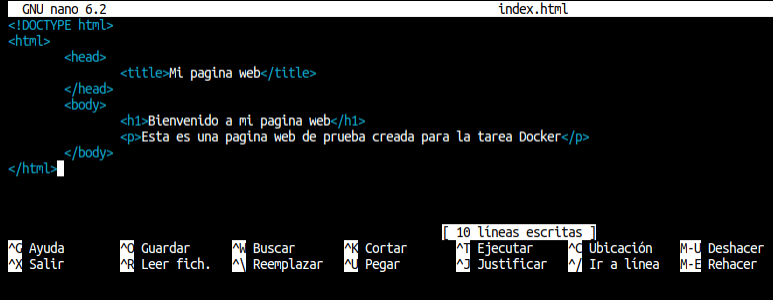 GNU nano 6.2 index.html
<!DOCTYPE html>
<html>
<head>
<title>Mi pagina web</title>
</head>
<body>
<h1>Bienvenido a mi pagina web</h1>
<p>Esta es una pagina web de prueba creada para la tarea Docker</p>
</body>
</html>
[ 10 líneas escritas ]
^G Ayuda ^O Guardar ^W Buscar ^K Cortar ^T Ejecutar ^C Ubicación M-U Deshacer
^X Salir ^R Leer fich. ^\ Reemplazar ^U Pegar ^J Justificar ^/ Ir a línea M-E Rehacer